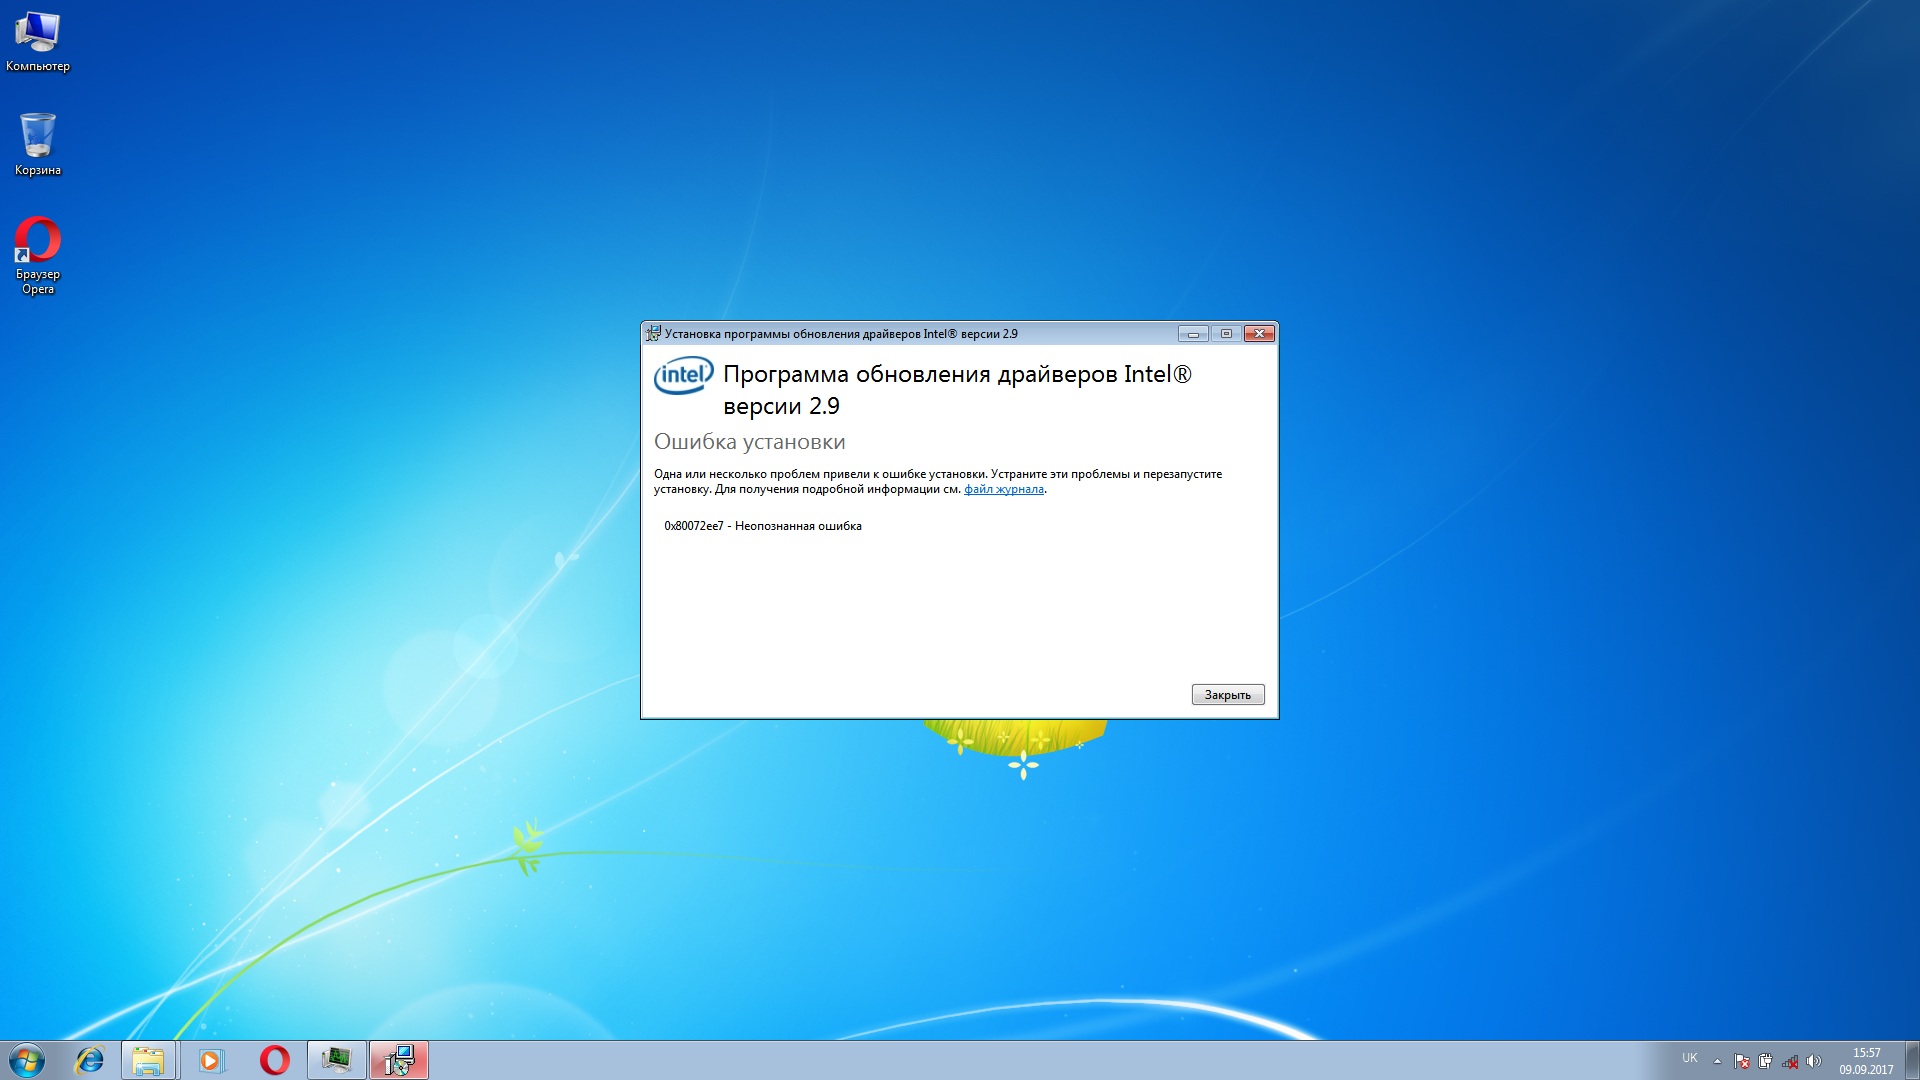 Компьютер
Корзина
Браузер
Opera
Установка программы обновления драйверов Intel® версии 2.9
intel
Программа обновления драйверов Intel®
версии 2.9
Ошибка установки
Одна или несколько проблем привели к ошибке установки. Устраните эти проблемы и перезапустите
установку. Для получения подробной информации см. файл журнала.
0x80072ee7 - Неопознанная ошибка
Закрыть
UK
15:57
09.09.2017